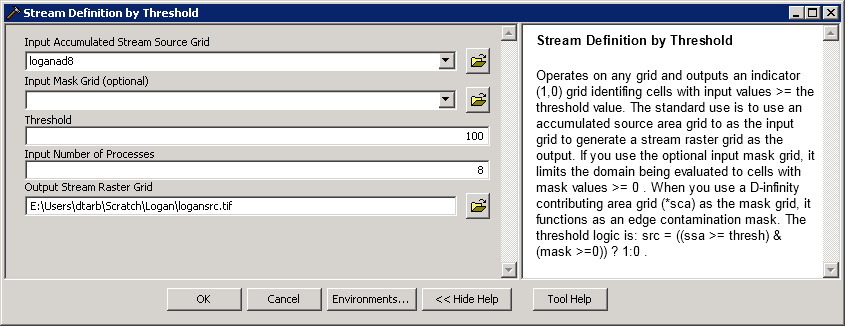 Stream Definition by Threshold
Input Accumulated Stream Source Grid
loganad8
Input Mask Grid (optional)
Threshold
100
Input Number of Processes
8
Output Stream Raster Grid
E:\Users\dtarb\Scratch\Logan\logansrc.tif
Stream Definition by Threshold
Operates on any grid and outputs an indicator
(1,0) grid identifing cells with input values >= the
threshold value. The standard use is to use an
accumulated source area grid to as the input
grid to generate a stream raster grid as the
output. If you use the optional input mask grid, it
limits the domain being evaluated to cells with
mask values >= 0 . When you use a D-infinity
contributing area grid (*sca) as the mask grid, it
functions as an edge contamination mask. The
threshold logic is: src = ((ssa >= thresh) &
(mask >=0)) ? 1:0 .
OK
Cancel
Environments...
<< Hide Help
Tool Help